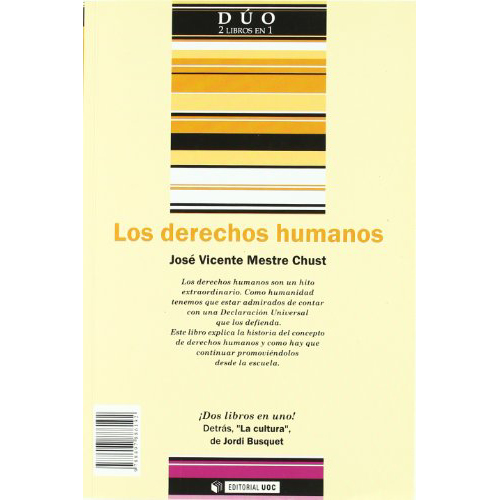 DÚO
2 LIBROS EN 1
Los derechos humanos
José Vicente Mestre Chust
Los derechos humanos son un hito
extraordinario. Como humanidad
tenemos que estar admirados de contar
con una Declaración Universal
que los defienda.
Este libro explica la historia del concepto
de derechos humanos y como hay que
continuar promoviéndolos
desde la escuela.
¡Dos libros en uno!
Detrás, "La cultura",
de Jordi Busquet
EDITORIAL UOC